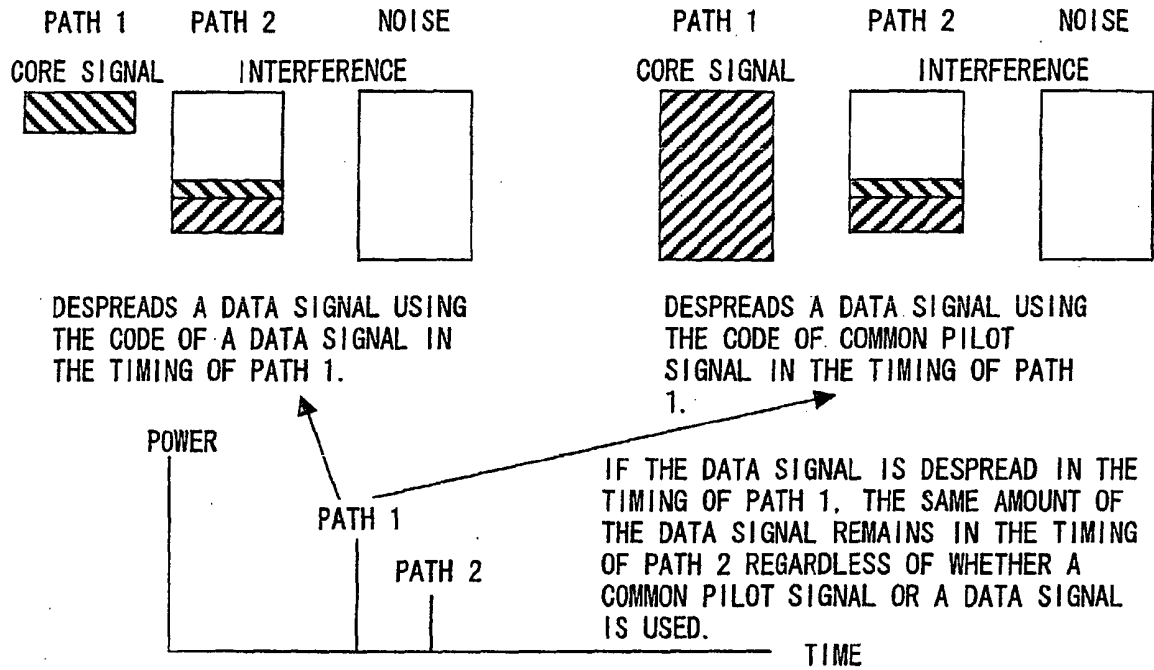 PATH 1 PATH 2 NOISE
CORE SIGNAL INTERFERENCE
DESPREADS A DATA SIGNAL USING
THE CODE OF A DATA SIGNAL IN
THE TIMING OF PATH 1.
PATH 1 PATH 2 NOISE
CORE SIGNAL INTERFERENCE
DESPREADS A DATA SIGNAL USING
THE CODE OF COMMON PILOT
SIGNAL IN THE TIMING OF PATH
1.
POWER
PATH 1
PATH 2
TIME
IF THE DATA SIGNAL IS DESPREAD IN THE
TIMING OF PATH 1, THE SAME AMOUNT OF
THE DATA SIGNAL REMAINS IN THE TIMING
OF PATH 2 REGARDLESS OF WHETHER A
COMMON PILOT SIGNAL OR A DATA SIGNAL
IS USED.